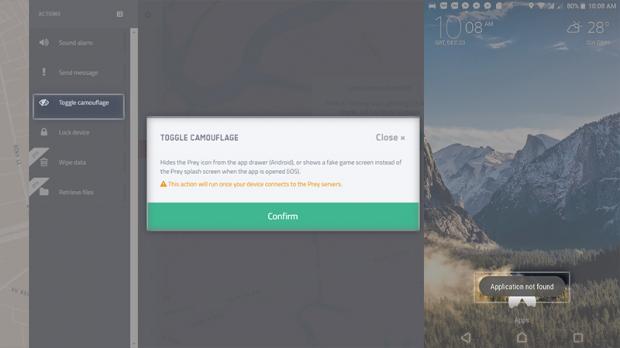 ACTIONS
Sound alarm
Send message
Toggle camouflage
Lock device
Wipe data
Retrieve files
TOGGLE CAMOUFLAGE
Close ×
Hides the Prey icon from the app drawer (Android), or shows a fake game screen instead of
the Prey splash screen when the app is opened (iOS).
This action will run once your device connects to the Prey servers.
Confirm
80% 10:08 AM
10 08 AM
28°
Application not found
Apps